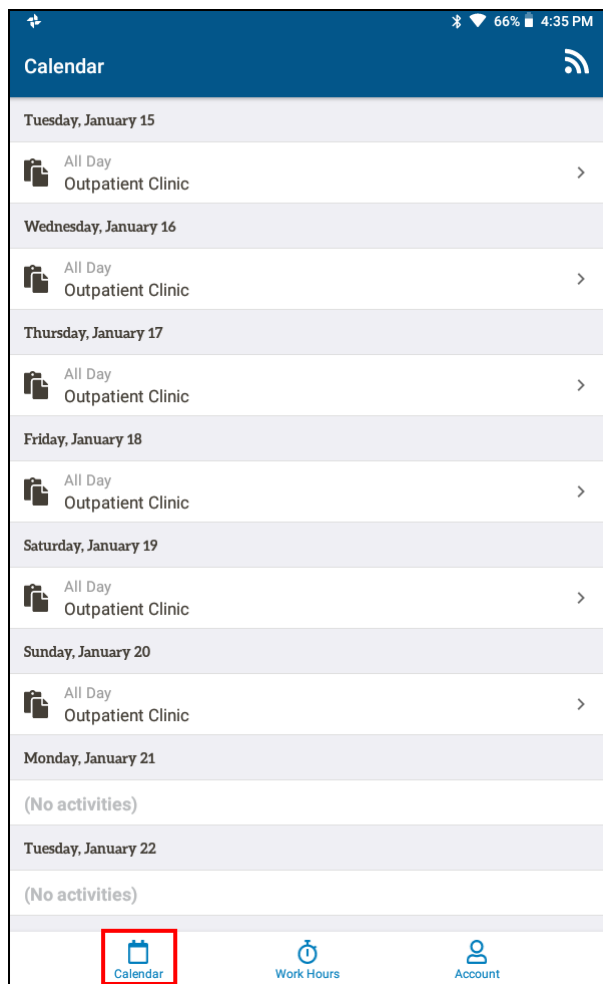 66% 4:35 PM
Calendar
Tuesday, January 15
All Day
Outpatient Clinic
Wednesday, January 16
All Day
Outpatient Clinic
Thursday, January 17
All Day
Outpatient Clinic
Friday, January 18
All Day
Outpatient Clinic
Saturday, January 19
All Day
Outpatient Clinic
Sunday, January 20
All Day
Outpatient Clinic
Monday, January 21
(No activities)
Tuesday, January 22
(No activities)
Calendar Work Hours Account